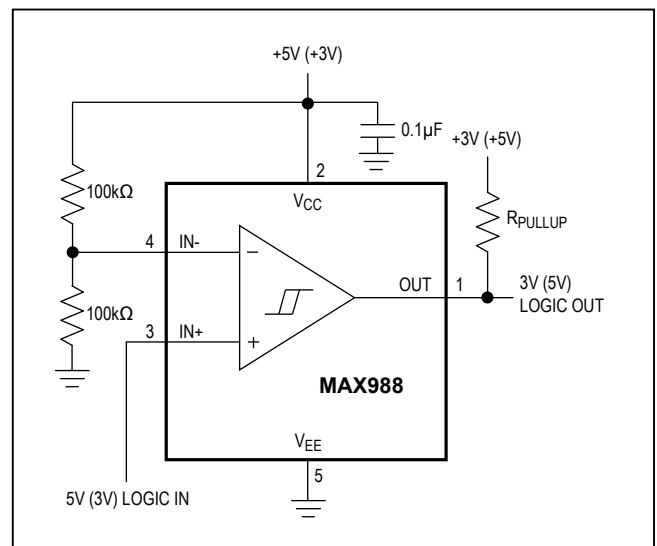 +5V (+3V)
0.1µF
+3V (+5V)
2
100kΩ
VCC
RPULLUP
4 IN-
−
OUT 1
3V (5V)
LOGIC OUT
100kΩ
3 IN+
+
MAX988
VEE
5
5V (3V) LOGIC IN